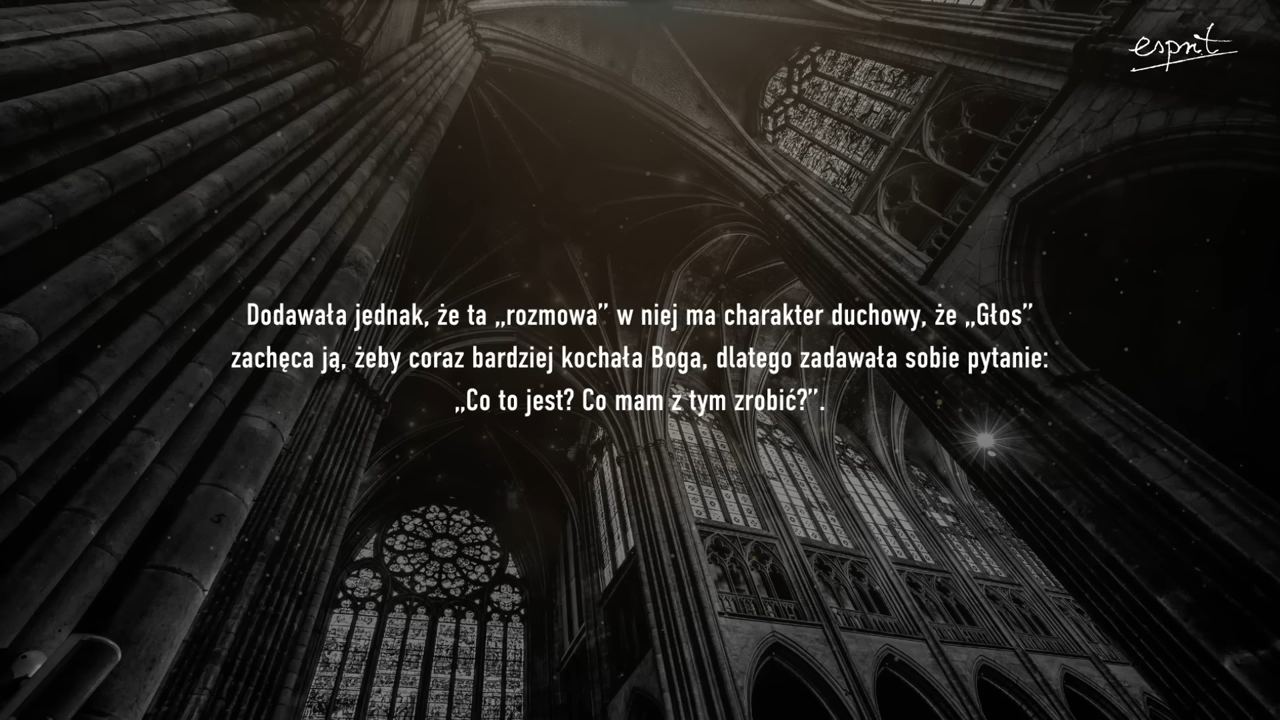 esprit
Dodawała jednak, że ta „rozmowa” w niej ma charakter duchowy, że „Głos”
zachęca ją, żeby coraz bardziej kochała Boga, dlatego zadawała sobie pytanie:
„Co to jest? Co mam z tym zrobić?”.